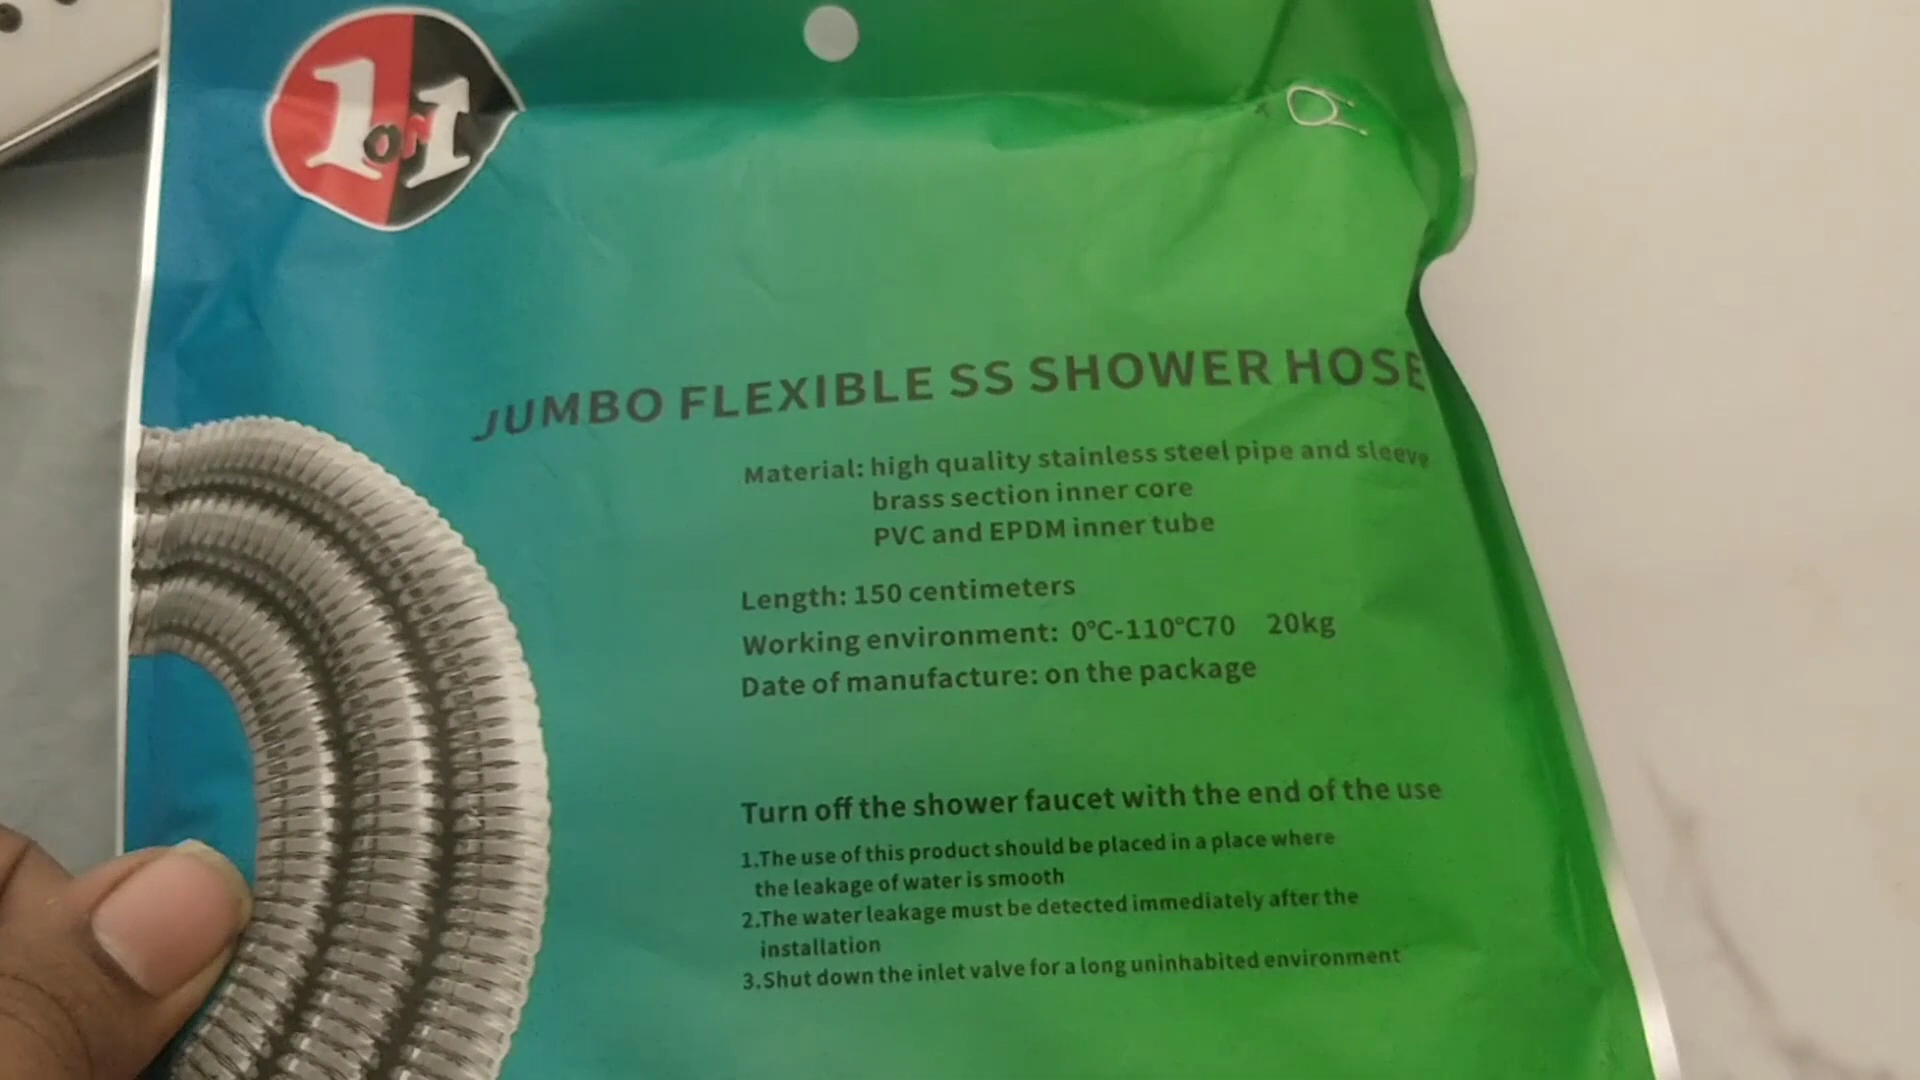 1 or 1
JUMBO FLEXIBLE SS SHOWER HOSE
Material: high quality stainless steel pipe and sleeve
brass section inner core
PVC and EPDM inner tube
Length: 150 centimeters
Working environment: 0°C-110°C70 20kg
Date of manufacture: on the package
Turn off the shower faucet with the end of the use
1.The use of this product should be placed in a place where
the leakage of water is smooth
2.The water leakage must be detected immediately after the
installation
3.Shut down the inlet valve for a long uninhabited environment